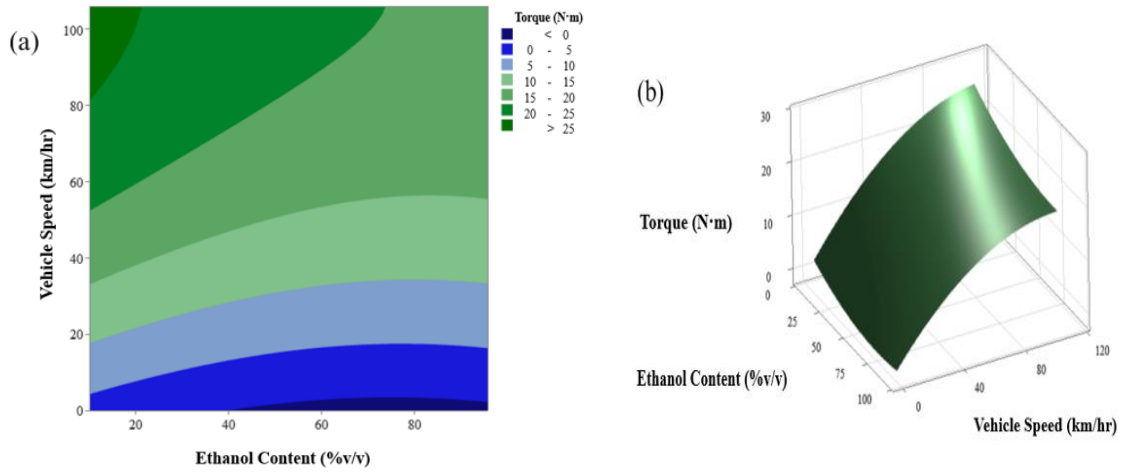 (a)
Torque (N·m)
< 0
0 - 5
5 - 10
10 - 15
15 - 20
20 - 25
> 25
Vehicle Speed (km/hr)
100
80
60
40
20
0
20 40 60 80
Ethanol Content (%v/v)
(b)
30
20
10
0
Torque (N·m)
0
25
50
75
100
Ethanol Content (%v/v)
0
40
80
120
Vehicle Speed (km/hr)